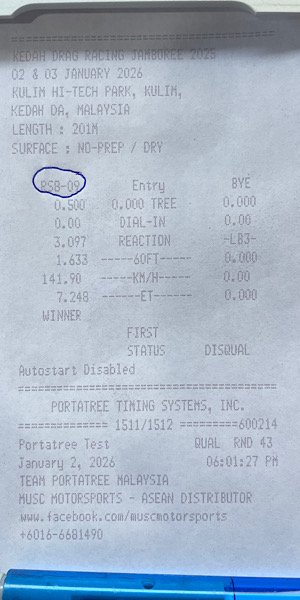 ========================================
KEDAH DRAG RACING JAMBOREE 2025
02 & 03 JANUARY 2026
KULIM HI-TECH PARK, KULIM,
KEDAH DA, MALAYSIA
LENGTH : 201M
SURFACE : NO-PREP / DRY
RSB-09 Entry BYE
0.500 0.000 TREE 0.000
0.00 DIAL-IN 0.00
3.097 REACTION -LB3-
1.633 -----60FT----- 0.000
141.90 -----KM/H----- 0.00
7.248 ------ET------ 0.000
WINNER
FIRST
STATUS DISQUAL
Autostart Disabled
========================================
PORTATREE TIMING SYSTEMS, INC.
============== 1511/1512 =========600214
Portatree Test QUAL RND 43
January 2, 2026 06:01:27 PM
TEAM PORTATREE MALAYSIA
MUSC MOTORSPORTS - ASEAN DISTRIBUTOR
www.facebook.com/muscmotorsports
+6016-6681490